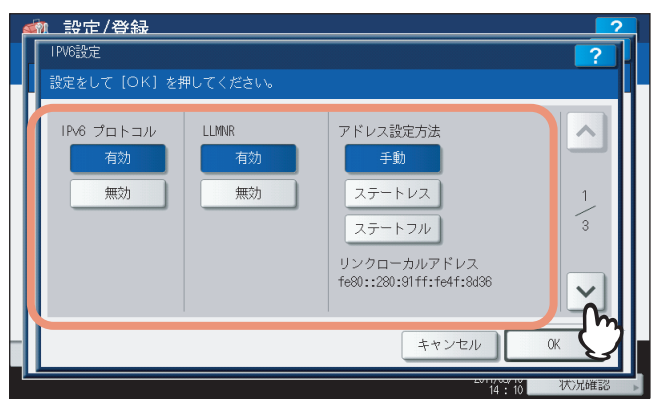 設定/登録
?
IPV6設定
?
設定をして [OK] を押してください。
IPv6 プロトコル
有効
無効
LLMNR
有効
無効
アドレス設定方法
手動
ステートレス
ステートフル
リンクローカルアドレス
fe80::280:91ff:fe4f:8d36
1
3
キャンセル
OK
14 : 10
状況確認